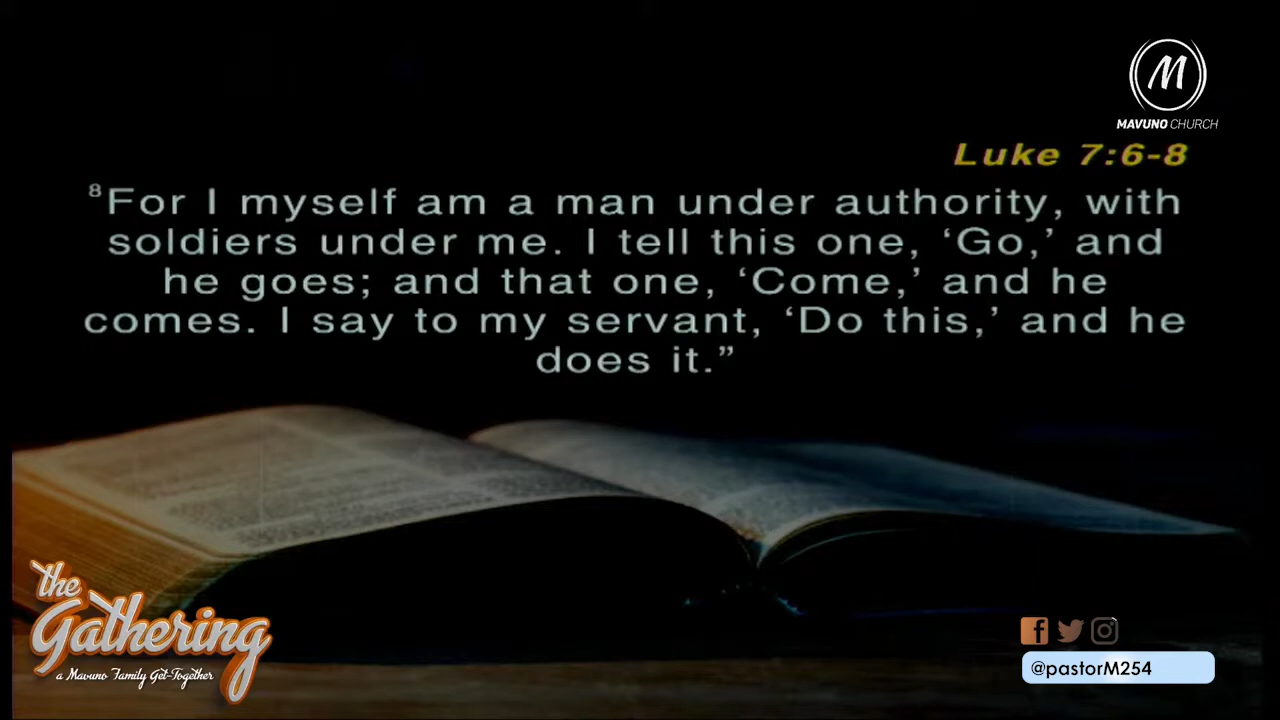 M
MAVUNO CHURCH
Luke 7:6-8
8For I myself am a man under authority, with
soldiers under me. I tell this one, ‘Go,’ and
he goes; and that one, ‘Come,’ and he
comes. I say to my servant, ‘Do this,’ and he
does it.”
the
Gathering
a Mavuno Family Get-Together
@pastorM254